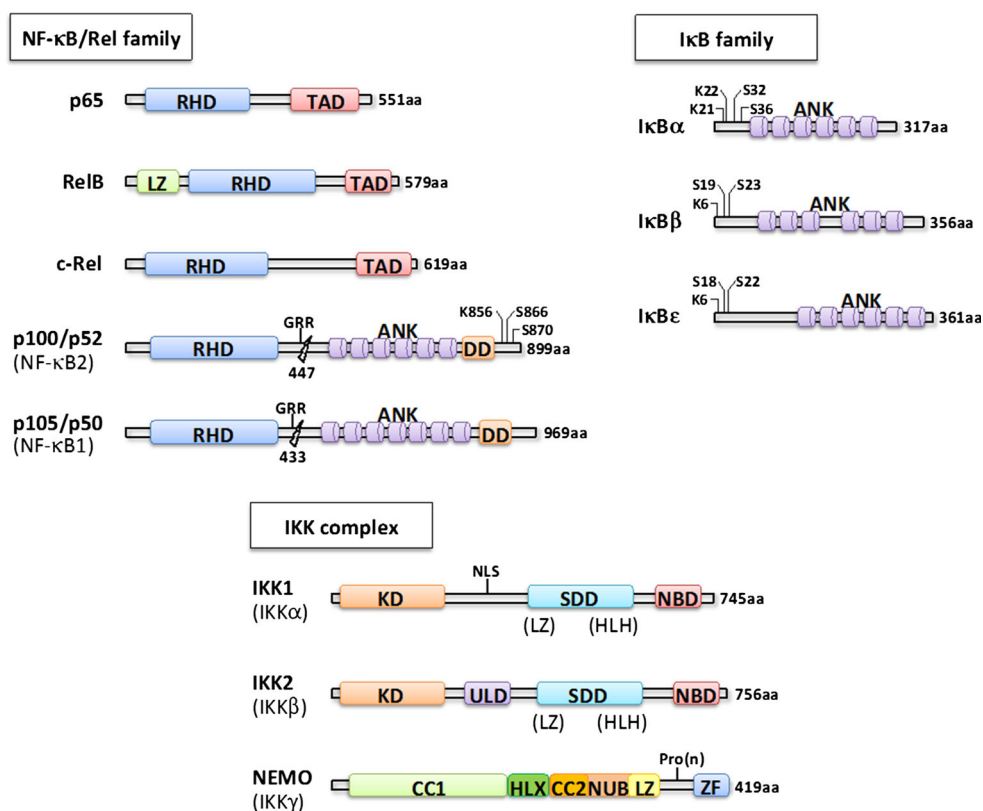 NF-κB/Rel family
p65
RHD
TAD
551aa
RelB
LZ
RHD
TAD
579aa
c-Rel
RHD
TAD
619aa
p100/p52
(NF-κB2)
RHD
GRR
447
ANK
DD
K856
S866
S870
899aa
p105/p50
(NF-κB1)
RHD
GRR
433
ANK
DD
969aa
IκB family
IκBα
K22
K21
S32
S36
ANK
317aa
IκBβ
S19
S23
K6
ANK
356aa
IκBε
S18
S22
K6
ANK
361aa
IKK complex
IKK1
(IKKα)
KD
NLS
SDD
(LZ)
(HLH)
NBD
745aa
IKK2
(IKKβ)
KD
ULD
SDD
(LZ)
(HLH)
NBD
756aa
NEMO
(IKKγ)
CC1
HLX
CC2
NUB
LZ
Pro(n)
ZF
419aa